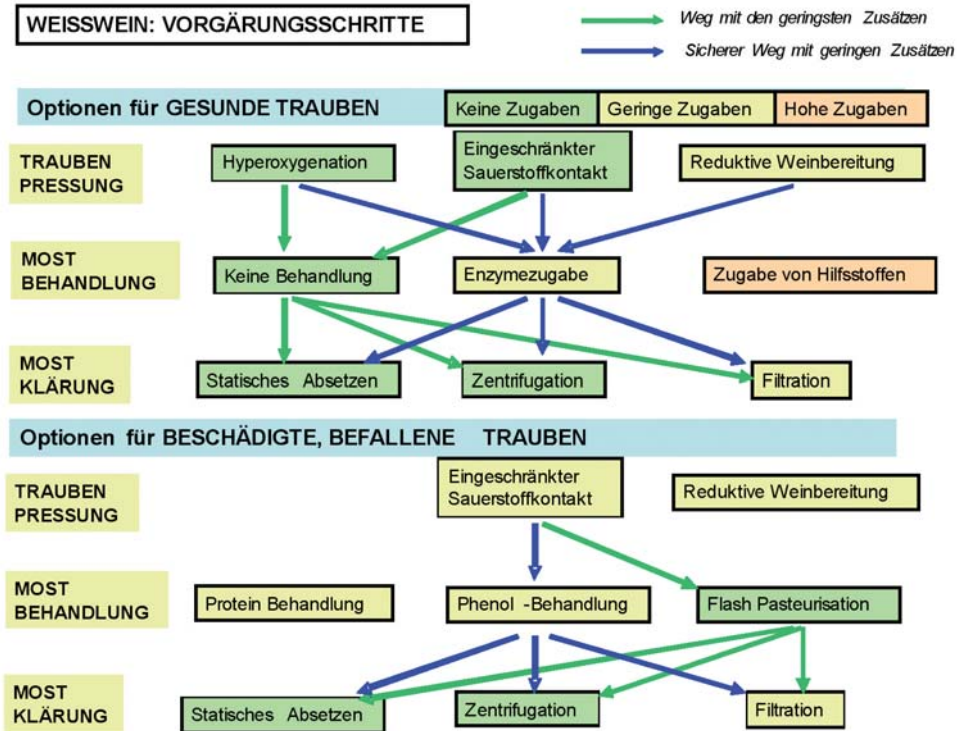 WEISSWEIN: VORGÄRUNGSSCHRITTE
Weg mit den geringsten Zusätzen
Sicherer Weg mit geringen Zusätzen
Optionen für GESUNDE TRAUBEN
Keine Zugaben
Geringe Zugaben
Hohe Zugaben
TRAUBEN
PRESSUNG
Hyperoxygenation
Eingeschränkter
Sauerstoffkontakt
Reduktive Weinbereitung
MOST
BEHANDLUNG
Keine Behandlung
Enzymezugabe
Zugabe von Hilfsstoffen
MOST
KLÄRUNG
Statisches Absetzen
Zentrifugation
Filtration
Optionen für BESCHÄDIGTE, BEFALLENE TRAUBEN
TRAUBEN
PRESSUNG
Eingeschränkter
Sauerstoffkontakt
Reduktive Weinbereitung
MOST
BEHANDLUNG
Protein Behandlung
Phenol -Behandlung
Flash Pasteurisation
MOST
KLÄRUNG
Statisches Absetzen
Zentrifugation
Filtration